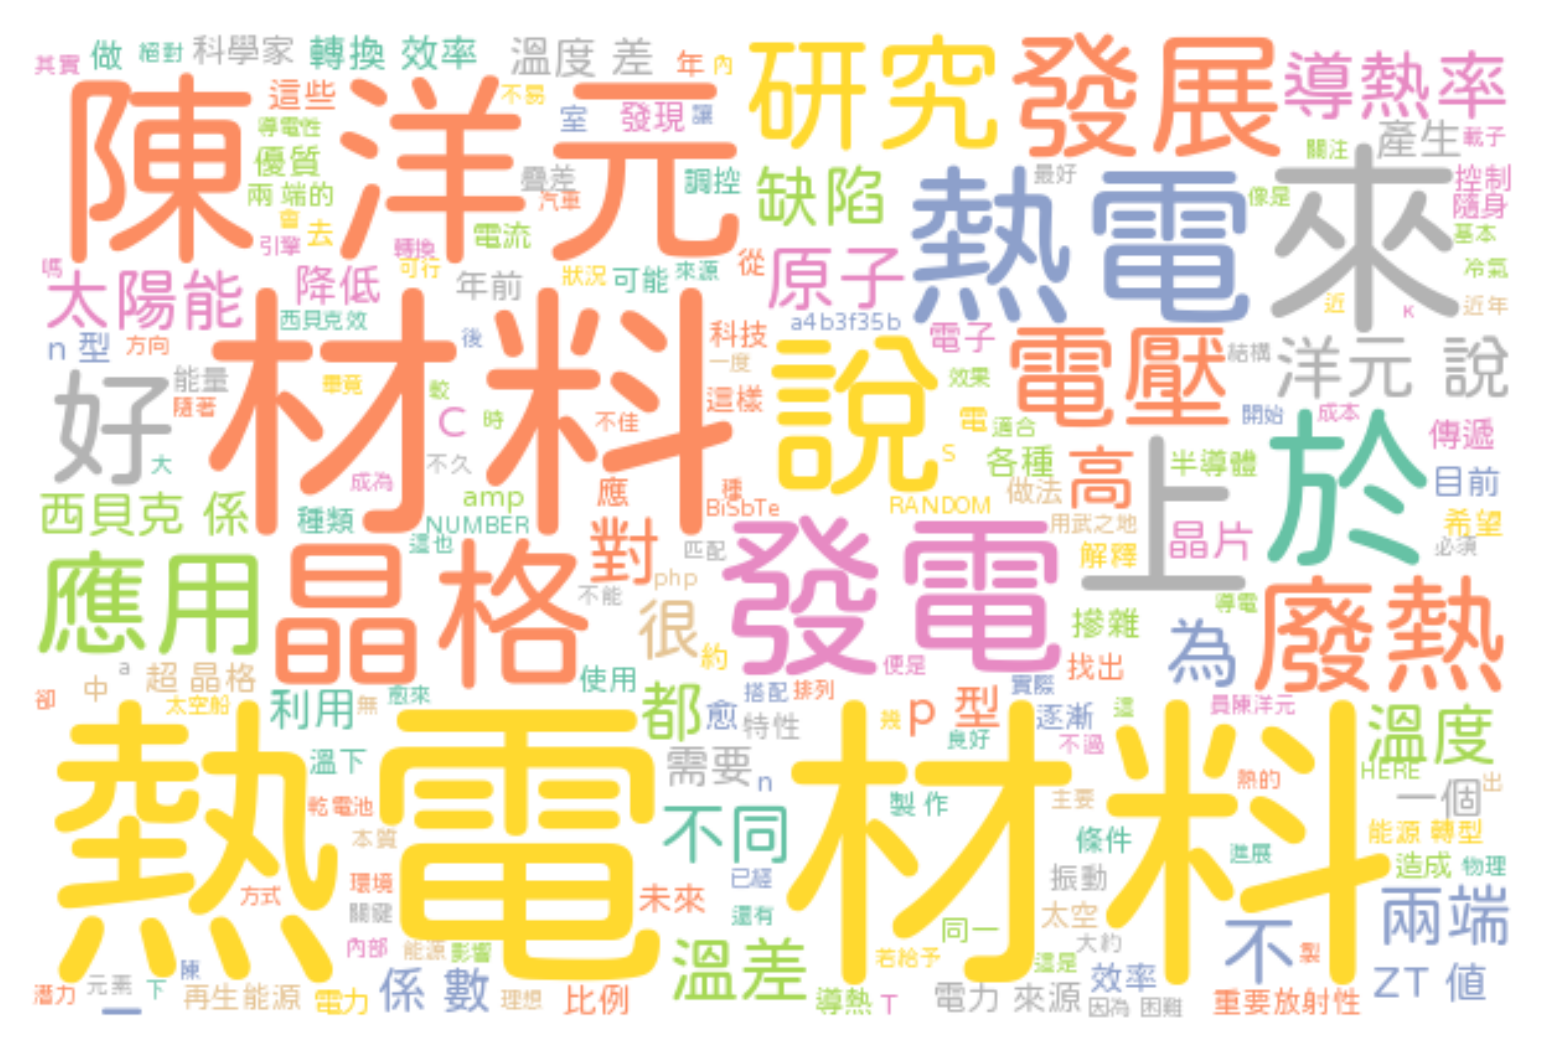 其實 做 絕對 科學家 轉換 效率 溫度 差 年 內
陳洋元 研究 發展 導熱率
這些 不易 室 發現 讓
導電性 優質 疊差 調控 缺陷 熱電 最好 關注 產生 載子
兩 端的 汽車 來 像是 控制 隨身
會 去 引擎 轉換 電流 基本
嗎 太陽能 降低 可行 年前 狀況 可能 來源 從 原子 冷氣
西貝克效 a4b3f35b 近 K 近年
n 型 方向 後 材料 科技 電子 電壓 結構 洋元 說
好 能量 畢竟 較 一度 說 效果
隨著 C 時 不佳 這樣 電 適合 開始 成本 於 傳遞
大 不久 S 各種 高 半導體 目前
西貝克 係 成為 amp 應 種 BiSbTe RANDOM 做法 上 希望
種類 NUMBER 對 用武之地 晶片 必須
應用 晶格 這也 匹配 發電 解釋
php 不能 很 導電 廢熱
a 約 便是 摻雜 為
卻 中 超 晶格 使用 找出
太空船 利用 無 愈來 都 愈 搭配 排列 實際 員陳洋元
熱電 材料 特性 幾 p 型 逐漸 這 溫度
溫下 需要 n 良好 不過 HERE
乾電池 製 作 主要 熱的 一個 出
本質 不同 條件 進展 能源 轉型
環境 已經 振動 造成 物理
方式 關鍵 未來 還有 太空 兩端
內部 能源 影響 溫差 同一 大約 不 製
潛力 元素 下 陳 若給予 這是 效率 ZT 值
一 再生能源 電力 係 數 理想 比例 導熱 T 電力 來源 因為 困難 重要放射性